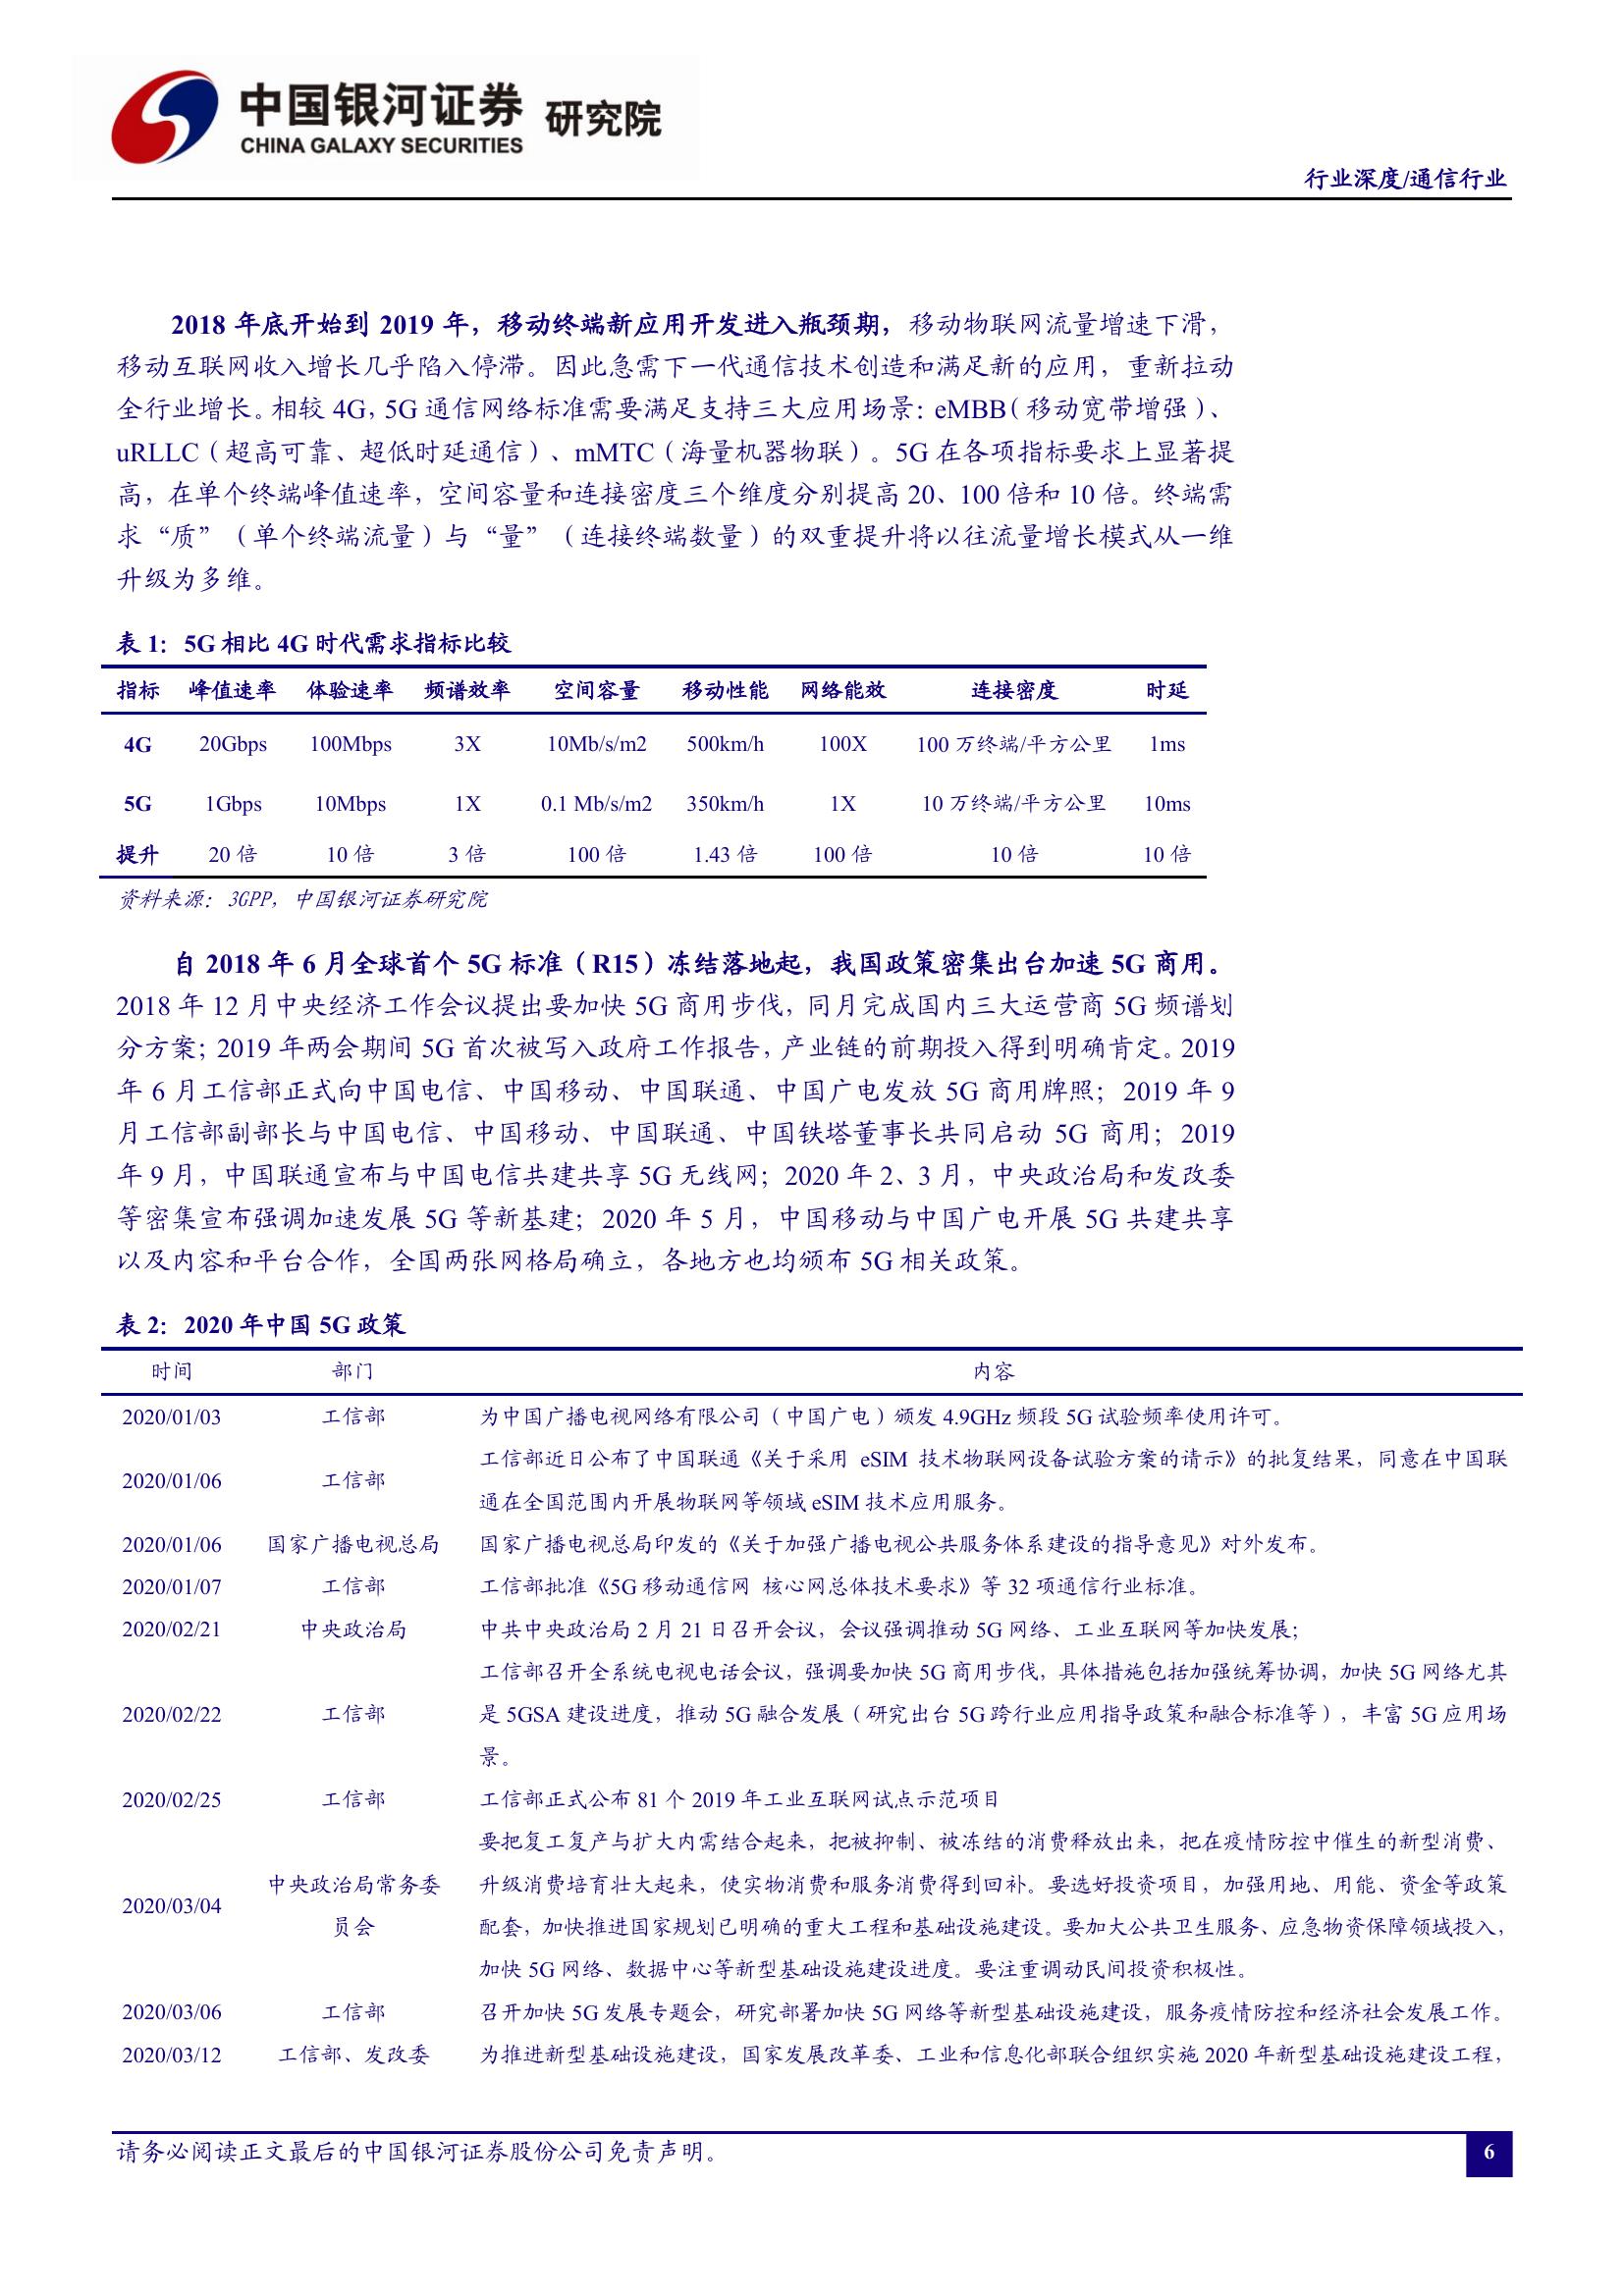 中国银河证券 研究院
CHINA GALAXY SECURITIES
行业深度/通信行业
2018 年底开始到 2019 年，移动终端新应用开发进入瓶颈期，移动物联网流量增速下滑，
移动互联网收入增长几乎陷入停滞。因此急需下一代通信技术创造和满足新的应用，重新拉动
全行业增长。相较 4G，5G 通信网络标准需要满足支持三大应用场景：eMBB（移动宽带增强）、
uRLLC（超高可靠、超低时延通信）、mMTC（海量机器物联）。5G 在各项指标要求上显著提
高，在单个终端峰值速率，空间容量和连接密度三个维度分别提高 20、100 倍和 10 倍。终端需
求“质”（单个终端流量）与“量”（连接终端数量）的双重提升将以往流量增长模式从一维
升级为多维。
表 1：5G 相比 4G 时代需求指标比较
指标 峰值速率 体验速率 频谱效率 空间容量 移动性能 网络能效 连接密度 时延
4G 20Gbps 100Mbps 3X 10Mb/s/m2 500km/h 100X 100 万终端/平方公里 1ms
5G 1Gbps 10Mbps 1X 0.1 Mb/s/m2 350km/h 1X 10 万终端/平方公里 10ms
提升 20 倍 10 倍 3 倍 100 倍 1.43 倍 100 倍 10 倍 10 倍
资料来源：3GPP，中国银河证券研究院
自 2018 年 6 月全球首个 5G 标准（R15）冻结落地起，我国政策密集出台加速 5G 商用。
2018 年 12 月中央经济工作会议提出要加快 5G 商用步伐，同月完成国内三大运营商 5G 频谱划
分方案；2019 年两会期间 5G 首次被写入政府工作报告，产业链的前期投入得到明确肯定。2019
年 6 月工信部正式向中国电信、中国移动、中国联通、中国广电发放 5G 商用牌照；2019 年 9
月工信部副部长与中国电信、中国移动、中国联通、中国铁塔董事长共同启动 5G 商用；2019
年 9 月，中国联通宣布与中国电信共建共享 5G 无线网；2020 年 2、3 月，中央政治局和发改委
等密集宣布强调加速发展 5G 等新基建；2020 年 5 月，中国移动与中国广电开展 5G 共建共享
以及内容和平台合作，全国两张网格局确立，各地方也均颁布 5G 相关政策。
表 2：2020 年中国 5G 政策
时间 部门 内容
2020/01/03 工信部 为中国广播电视网络有限公司（中国广电）颁发 4.9GHz 频段 5G 试验频率使用许可。
工信部近日公布了中国联通《关于采用 eSIM 技术物联网设备试验方案的请示》的批复结果，同意在中国联
2020/01/06 工信部
通在全国范围内开展物联网等领域 eSIM 技术应用服务。
2020/01/06 国家广播电视总局 国家广播电视总局印发的《关于加强广播电视公共服务体系建设的指导意见》对外发布。
2020/01/07 工信部 工信部批准《5G 移动通信网 核心网总体技术要求》等 32 项通信行业标准。
2020/02/21 中央政治局 中共中央政治局 2 月 21 日召开会议，会议强调推动 5G 网络、工业互联网等加快发展；
工信部召开全系统电视电话会议，强调要加快 5G 商用步伐，具体措施包括加强统筹协调，加快 5G 网络尤其
2020/02/22 工信部 是 5GSA 建设进度，推动 5G 融合发展（研究出台 5G 跨行业应用指导政策和融合标准等），丰富 5G 应用场
景。
2020/02/25 工信部 工信部正式公布 81 个 2019 年工业互联网试点示范项目
要把复工复产与扩大内需结合起来，把被抑制、被冻结的消费释放出来，把在疫情防控中催生的新型消费、
中央政治局常务委 升级消费培育壮大起来，使实物消费和服务消费得到回补。要选好投资项目，加强用地、用能、资金等政策
2020/03/04
员会 配套，加快推进国家规划已明确的重大工程和基础设施建设。要加大公共卫生服务、应急物资保障领域投入，
加快 5G 网络、数据中心等新型基础设施建设进度。要注重调动民间投资积极性。
2020/03/06 工信部 召开加快 5G 发展专题会，研究部署加快 5G 网络等新型基础设施建设，服务疫情防控和经济社会发展工作。
2020/03/12 工信部、发改委 为推进新型基础设施建设，国家发展改革委、工业和信息化部联合组织实施 2020 年新型基础设施建设工程，
请务必阅读正文最后的中国银河证券股份公司免责声明。
6